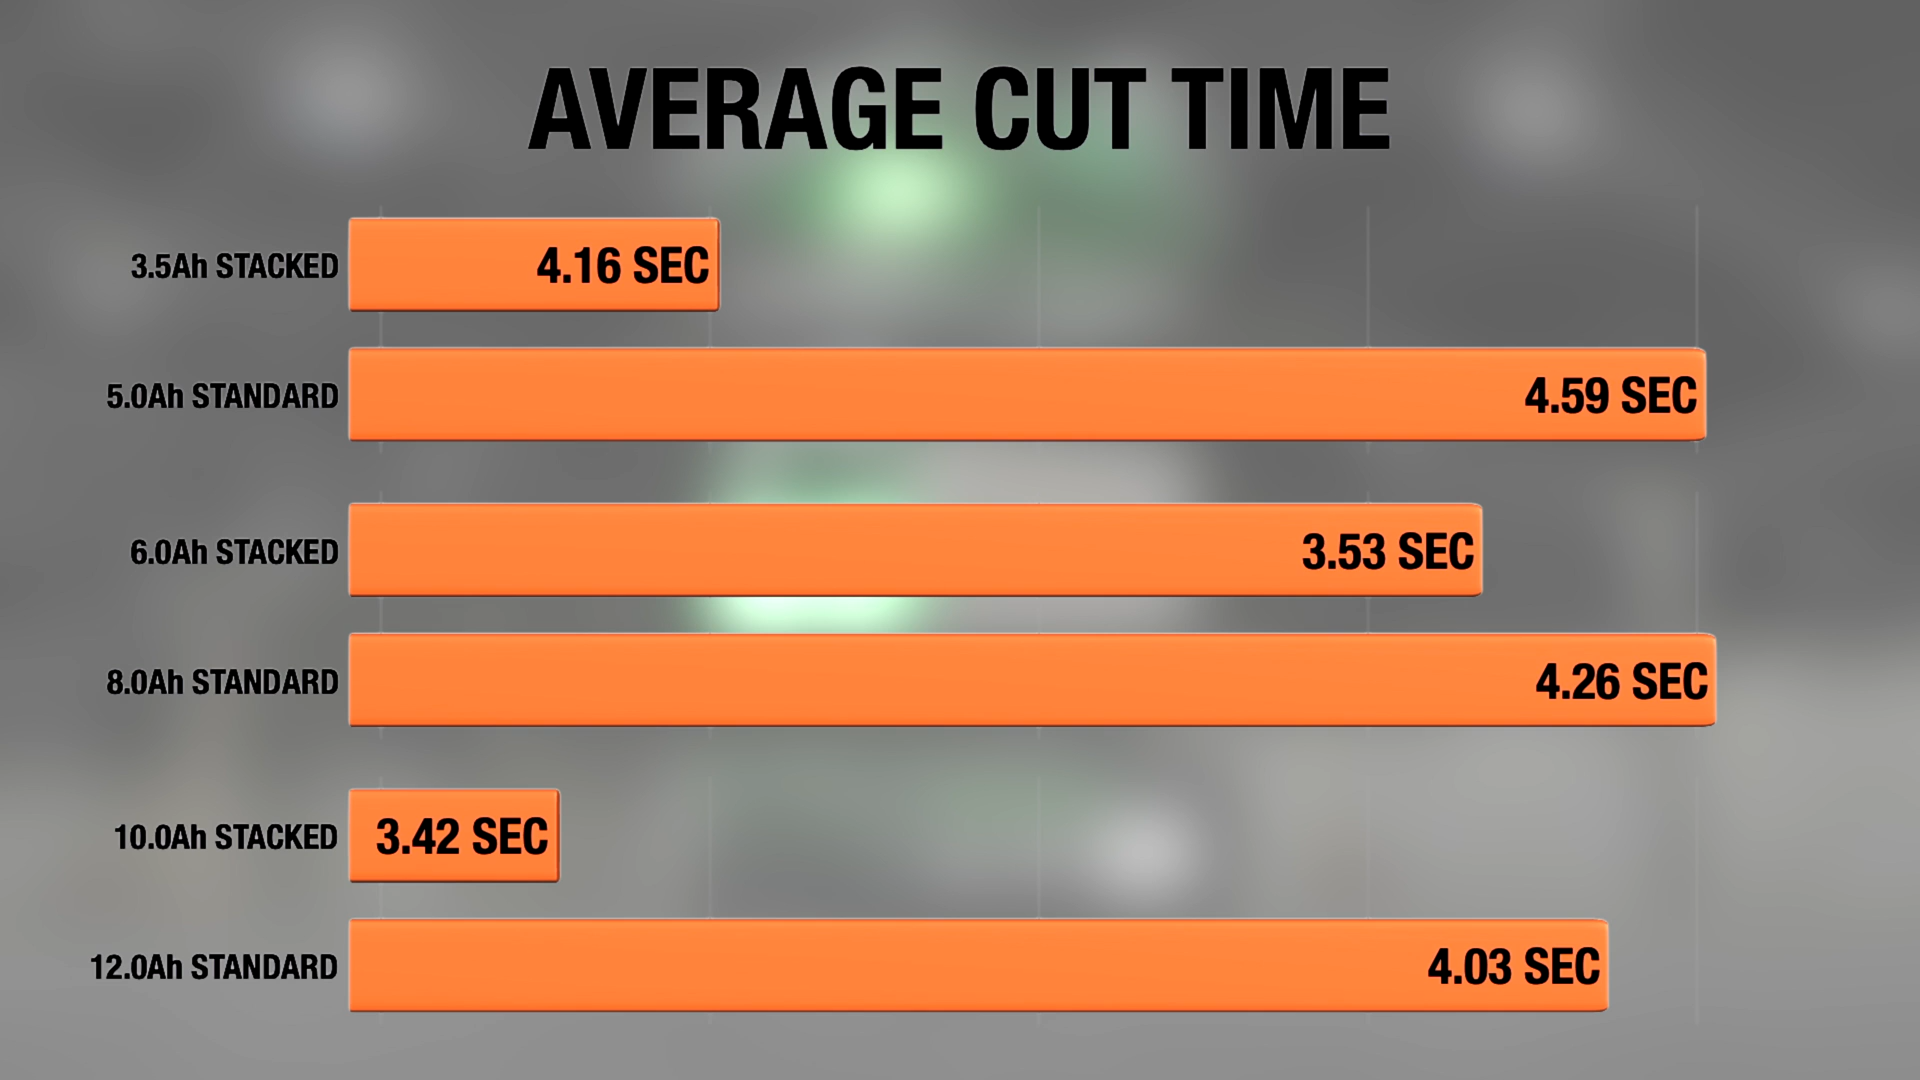 AVERAGE CUT TIME
3.5Ah STACKED 4.16 SEC
5.0Ah STANDARD 4.59 SEC
6.0Ah STACKED 3.53 SEC
8.0Ah STANDARD 4.26 SEC
10.0Ah STACKED 3.42 SEC
12.0Ah STANDARD 4.03 SEC